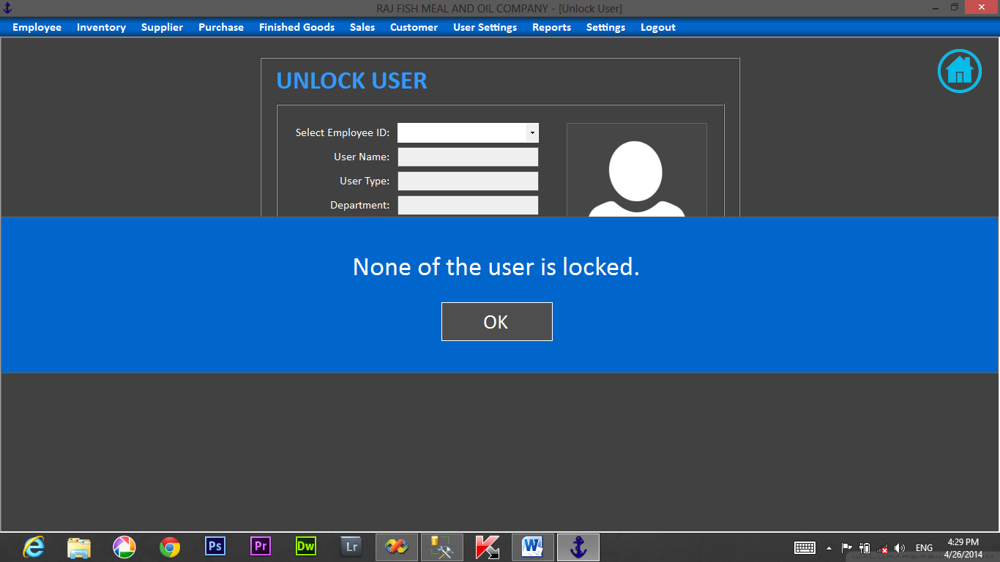 RAJ FISH MEAL AND OIL COMPANY - [Unlock User]
Employee Inventory Supplier Purchase Finished Goods Sales Customer User Settings Reports Settings Logout
UNLOCK USER
Select Employee ID:
User Name:
User Type:
Department:
None of the user is locked.
OK
Ps Pr Dw Lr W ENG 4:29 PM
4/26/2014